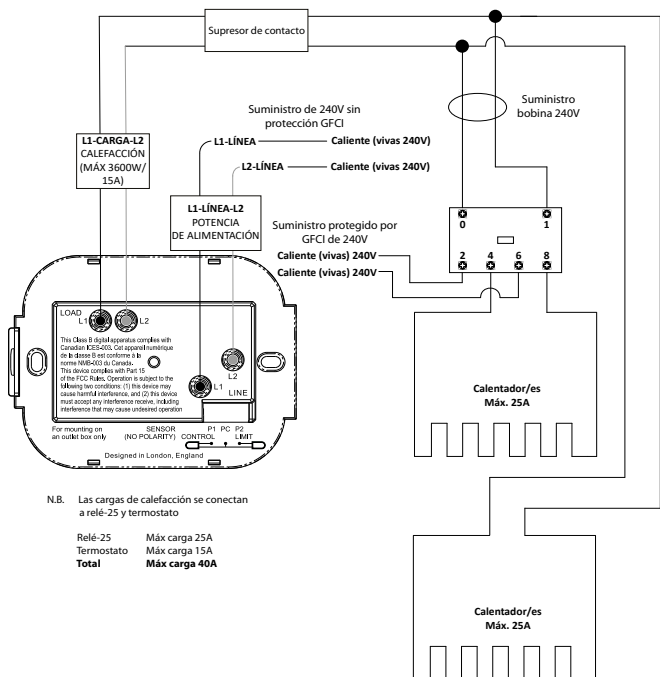 Supresor de contacto
Suministro
bobina 240V
Suministro de 240V sin
protección GFCI
L1-LÍNEA
Caliente (vivas 240V)
L2-LÍNEA
Caliente (vivas 240V)
L1-CARGA-L2
CALEFACCIÓN
(MÁX 3600W/
15A)
L1-LÍNEA-L2
POTENCIA
DE ALIMENTACIÓN
Suministro protegido por
GFCI de 240V
Caliente (vivas) 240V
Caliente (vivas) 240V
0 1
2 4 6 8
LOAD
L1 L2
This Class B digital apparatus complies with
Canadian ICES-003. Cet appareil numérique
de la classe B est conforme à la
norme NMB-003 du Canada.
This device complies with Part 15
of the FCC Rules, Operation is subject to the
following two conditions: (1) this device may
cause harmful interference, and (2) this device
must accept any interference receive, including
interference that may cause undesired operation
L2
L1
LINE
For mounting on
an outlet box only
SENSOR
(NO POLARITY)
P1 PC P2
CONTROL LIMIT
Designed in London, England
Calentador/es
Máx. 25A
N.B. Las cargas de calefacción se conectan
a relé-25 y termostato
Relé-25 Máx carga 25A
Termostato Máx carga 15A
Total Máx carga 40A
Calentador/es
Máx. 25A